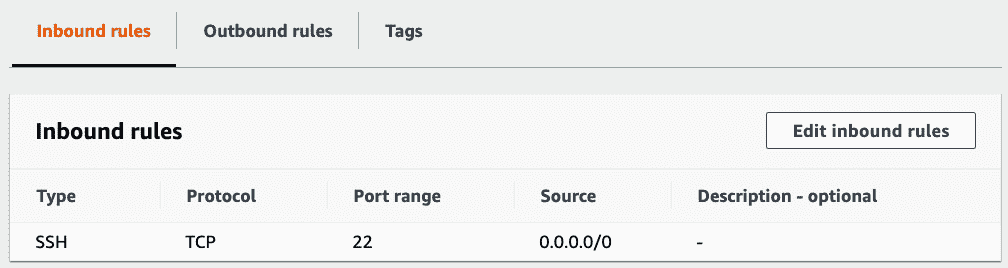 Inbound rules Outbound rules Tags
Inbound rules Edit inbound rules
Type Protocol Port range Source Description - optional
SSH TCP 22 0.0.0.0/0 -